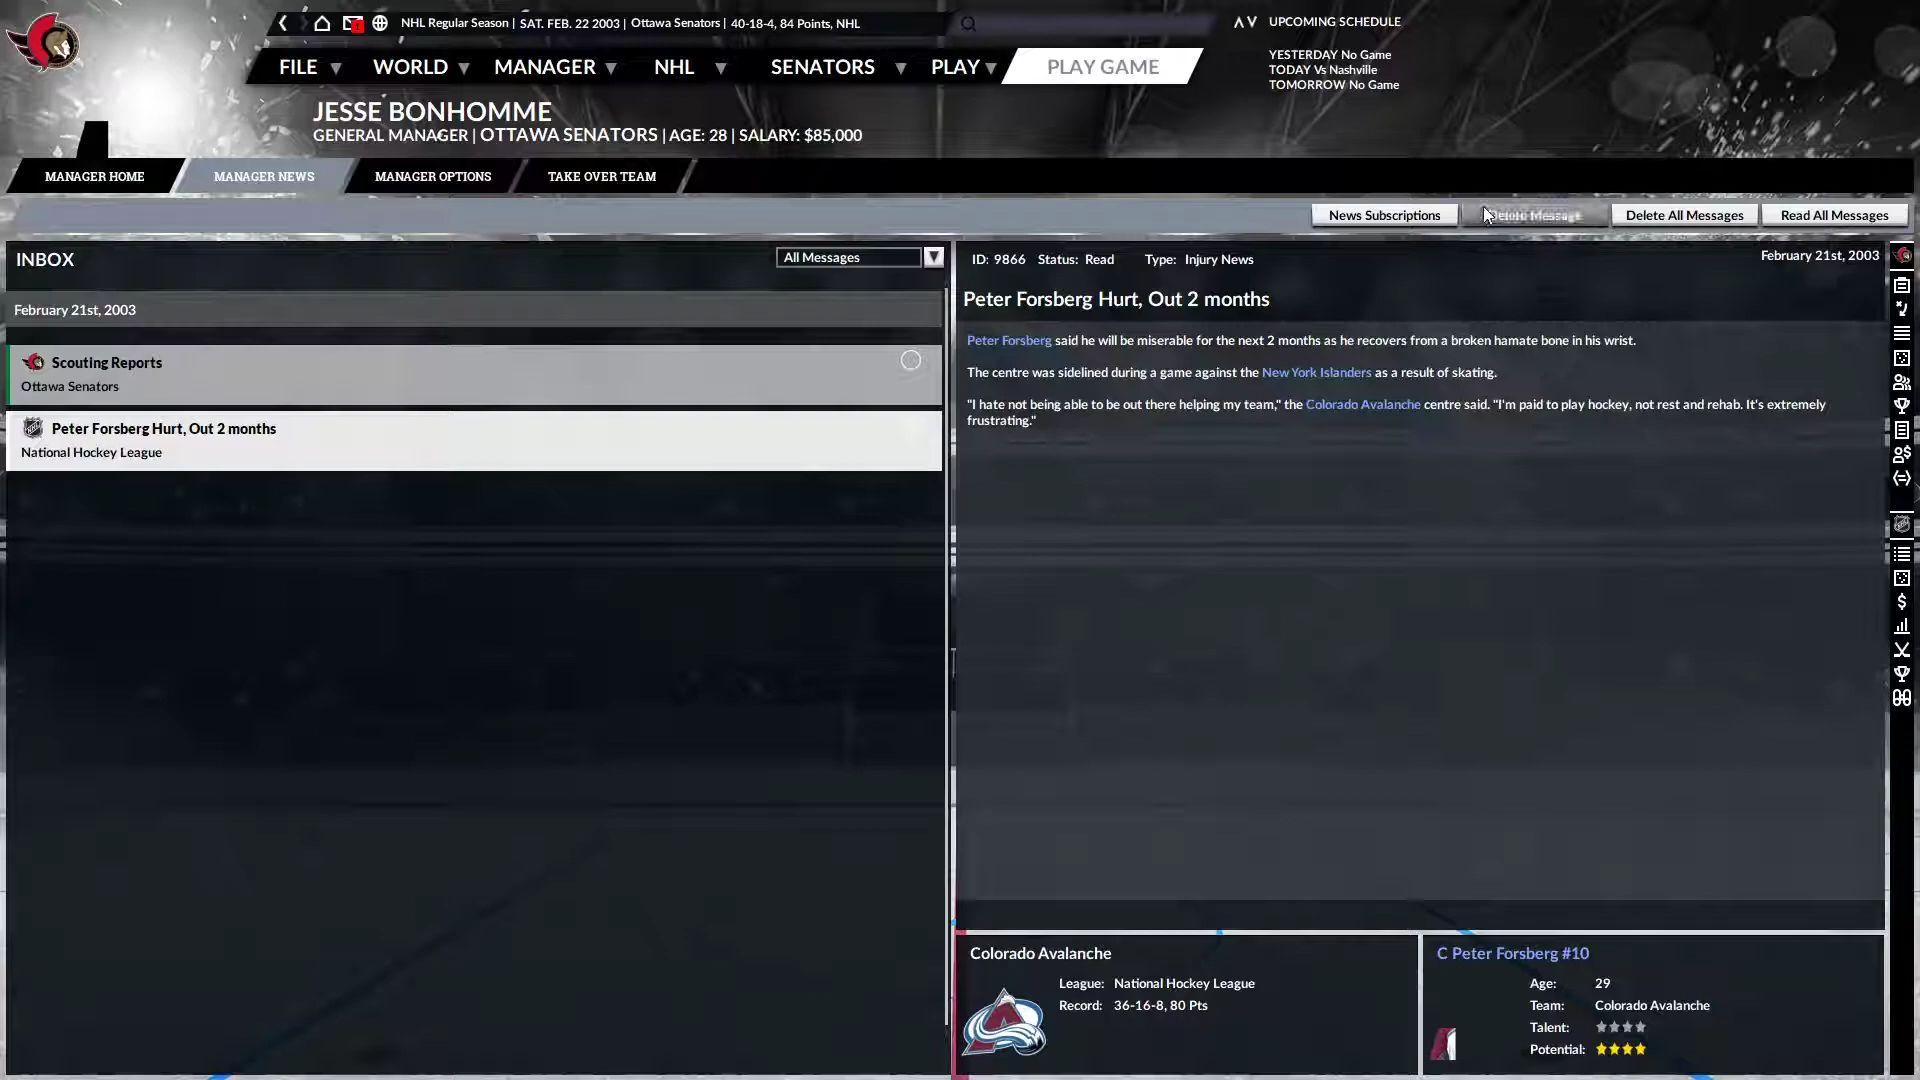 NHL Regular Season | SAT. FEB. 22 2003 | Ottawa Senators | 40-18-4, 84 Points, NHL
UPCOMING SCHEDULE
YESTERDAY No Game
TODAY Vs Nashville
TOMORROW No Game
FILE
WORLD
MANAGER
NHL
SENATORS
PLAY
PLAY GAME
JESSE BONHOMME
GENERAL MANAGER | OTTAWA SENATORS | AGE: 28 | SALARY: $85,000
MANAGER HOME
MANAGER NEWS
MANAGER OPTIONS
TAKE OVER TEAM
News Subscriptions
Delete Message
Delete All Messages
Read All Messages
INBOX
All Messages
February 21st, 2003
Scouting Reports
Ottawa Senators
Peter Forsberg Hurt, Out 2 months
National Hockey League
ID: 9866 Status: Read Type: Injury News
February 21st, 2003
Peter Forsberg Hurt, Out 2 months
Peter Forsberg said he will be miserable for the next 2 months as he recovers from a broken hamate bone in his wrist.
The centre was sidelined during a game against the New York Islanders as a result of skating.
"I hate not being able to be out there helping my team," the Colorado Avalanche centre said. "I'm paid to play hockey, not rest and rehab. It's extremely
frustrating."
Colorado Avalanche
League: National Hockey League
Record: 36-16-8, 80 Pts
C Peter Forsberg #10
Age: 29
Team: Colorado Avalanche
Talent:
Potential: